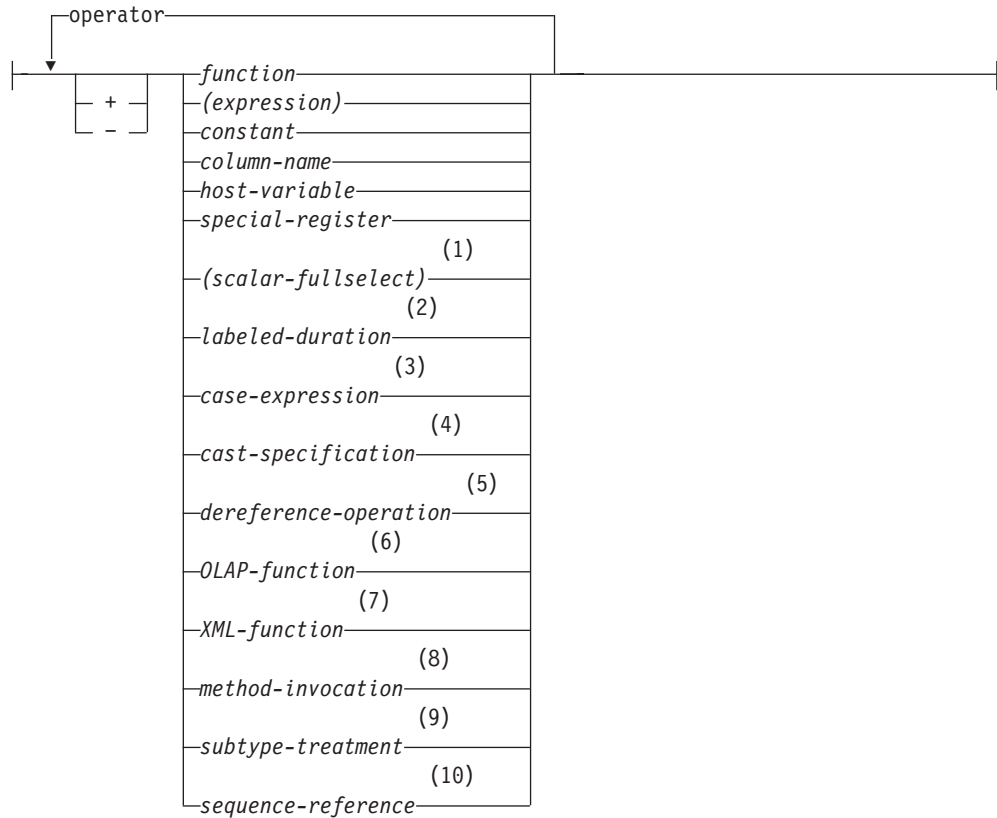 operator
function
+
(expression)
−
constant
column-name
host-variable
special-register
(1)
(scalar-fullselect)
(2)
labeled-duration
(3)
case-expression
(4)
cast-specification
(5)
dereference-operation
(6)
OLAP-function
(7)
XML-function
(8)
method-invocation
(9)
subtype-treatment
(10)
sequence-reference